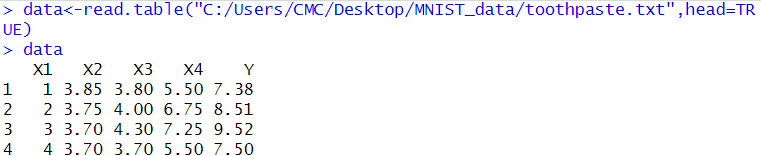 > data<-read.table("C:/Users/CMC/Desktop/MNIST_data/toothpaste.txt",head=TR
UE)
> data
  X1   X2   X3   X4    Y
1  1 3.85 3.80 5.50 7.38
2  2 3.75 4.00 6.75 8.51
3  3 3.70 4.30 7.25 9.52
4  4 3.70 3.70 5.50 7.50